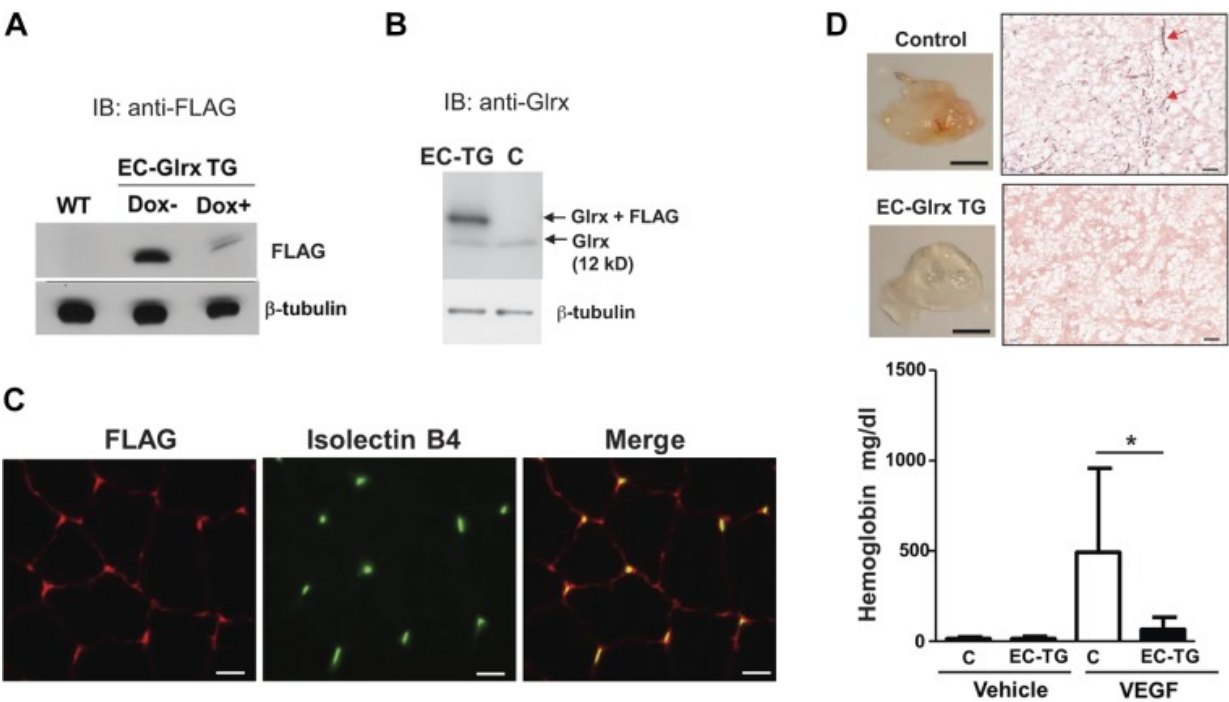 A
IB: anti-FLAG
EC-Glrx TG
WT Dox- Dox+
FLAG
β-tubulin
B
IB: anti-Glrx
EC-TG C
Glrx + FLAG
Glrx
(12 kD)
β-tubulin
C
FLAG Isolectin B4 Merge
D
Control
EC-Glrx TG
Hemoglobin mg/dl
1500
1000
500
0
*
C EC-TG C EC-TG
Vehicle VEGF